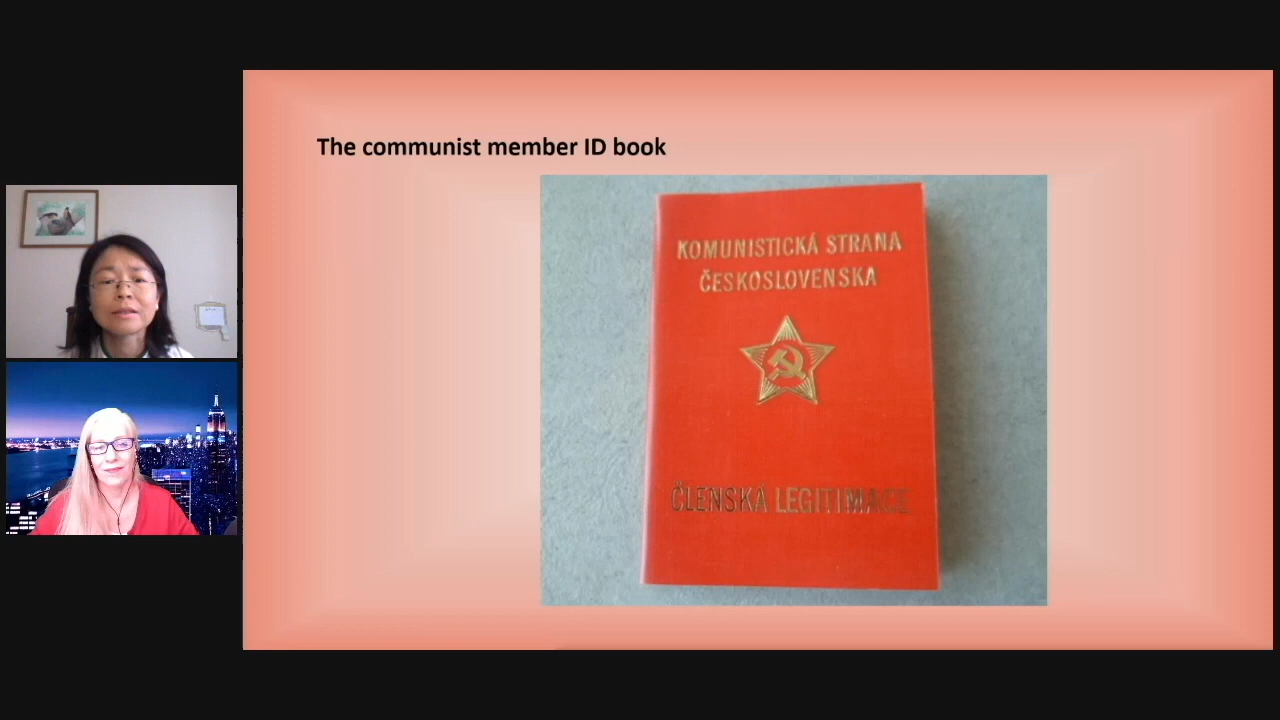 The communist member ID book
KOMUNISTICKÁ STRANA
ČESKOSLOVENSKA
ČLENSKÁ LEGITIMACE